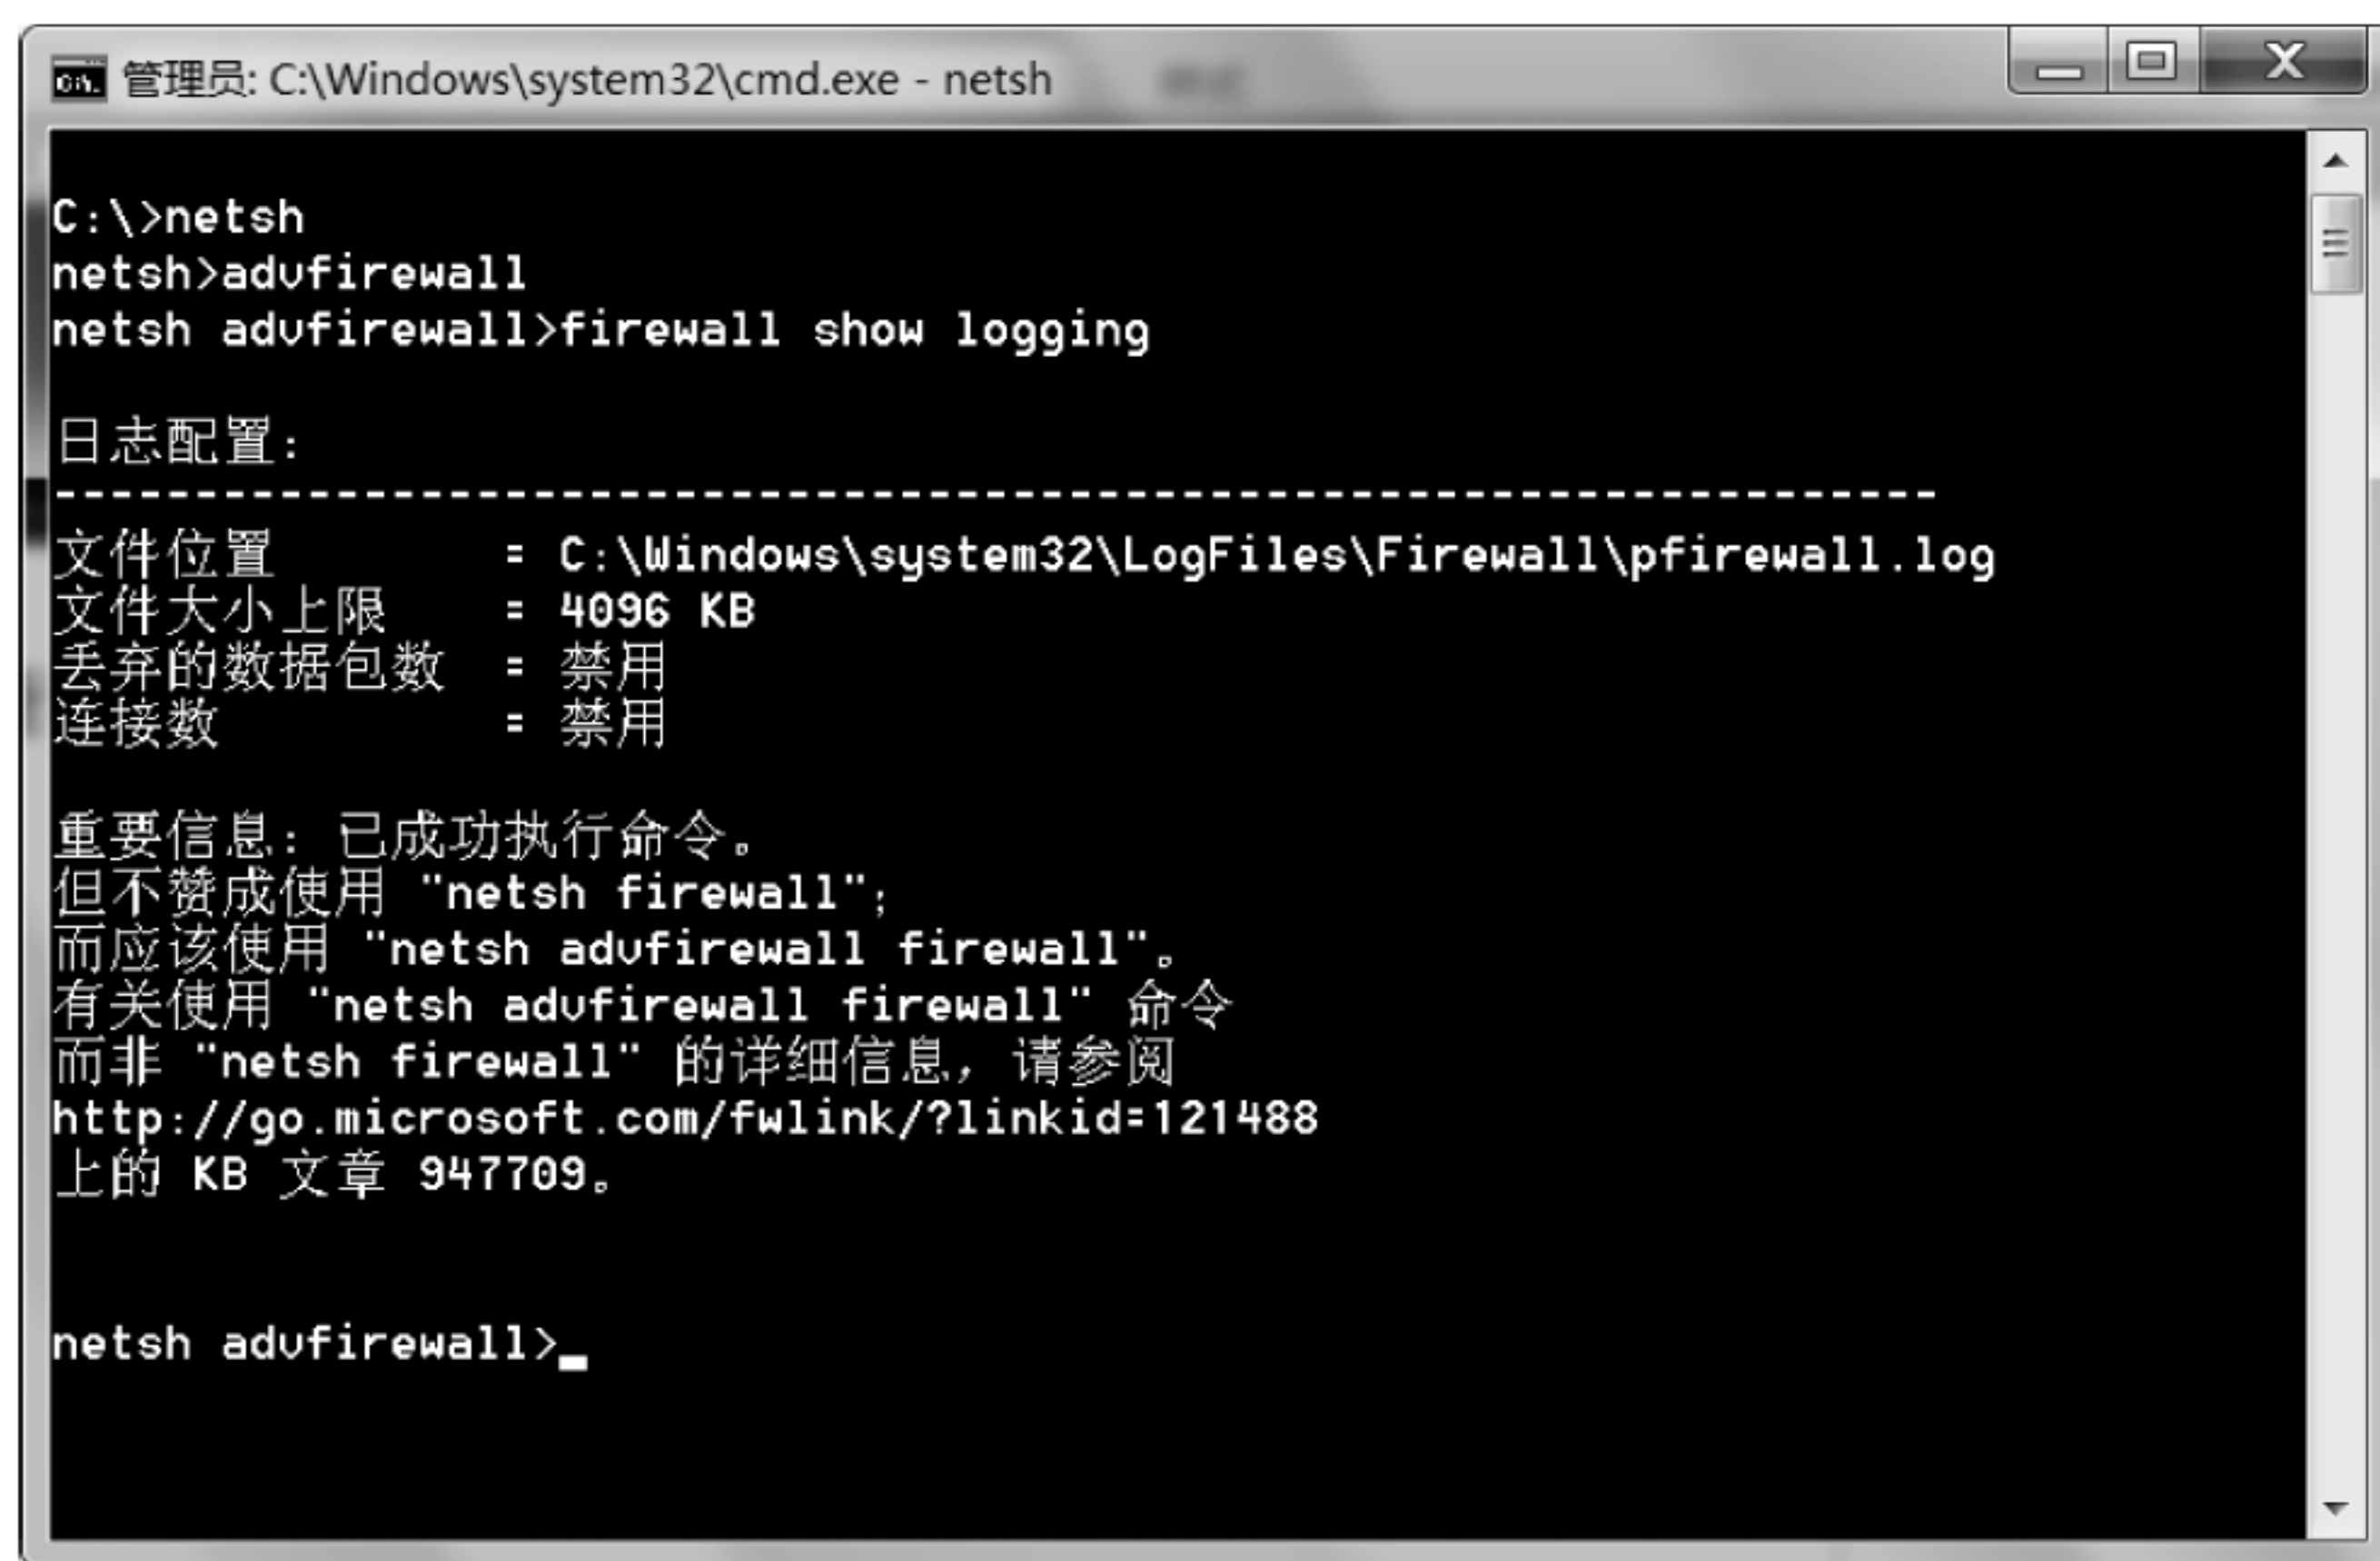 管理员: C:\Windows\system32\cmd.exe - netsh
C:\>netsh
netsh>advfirewall
netsh advfirewall>firewall show logging
日志配置:
-------------------------------------------------------------------
文件位置 = C:\Windows\system32\LogFiles\Firewall\pfirewall.log
文件大小上限 = 4096 KB
丢弃的数据包数 = 禁用
连接数 = 禁用
重要信息: 已成功执行命令。
但不赞成使用 "netsh firewall";
而应该使用 "netsh advfirewall firewall"。
有关使用 "netsh advfirewall firewall" 命令
而非 "netsh firewall" 的详细信息，请参阅
http://go.microsoft.com/fwlink/?linkid=121488
上的 KB 文章 947709。
netsh advfirewall>